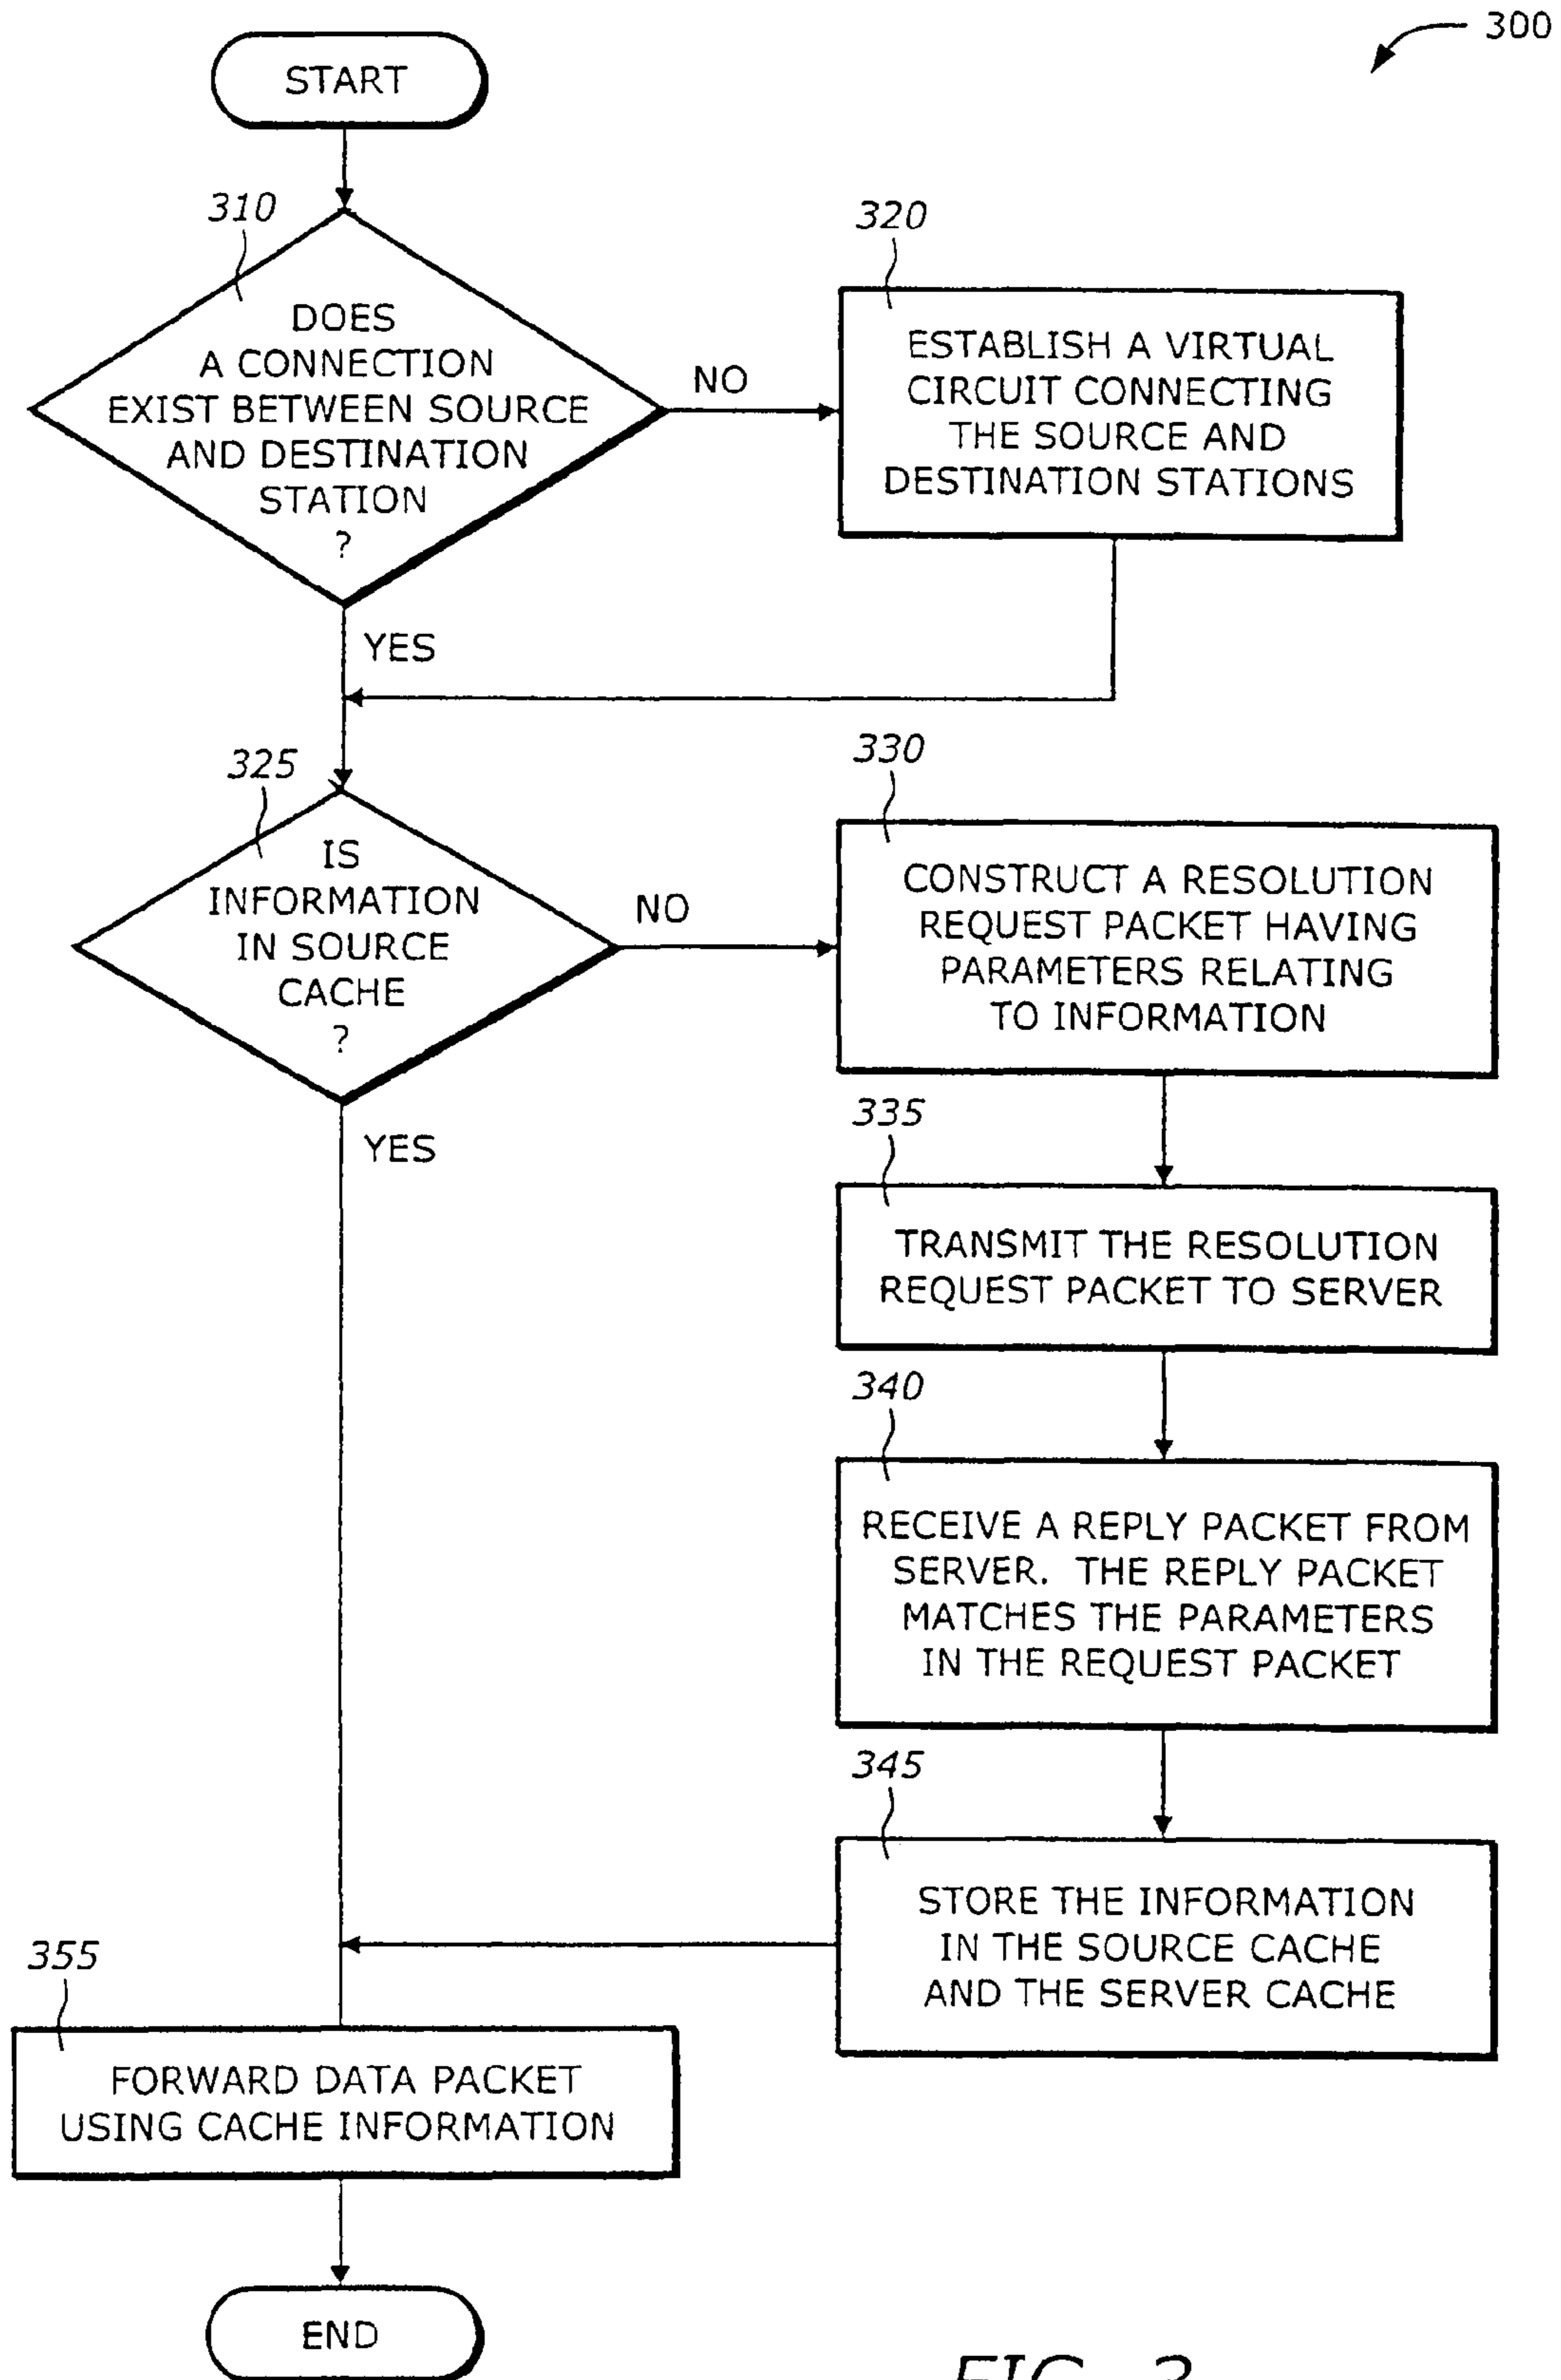 300
START
310
DOES
A CONNECTION
EXIST BETWEEN SOURCE
AND DESTINATION
STATION
?
NO
320
ESTABLISH A VIRTUAL
CIRCUIT CONNECTING
THE SOURCE AND
DESTINATION STATIONS
YES
325
IS
INFORMATION
IN SOURCE
CACHE
?
NO
330
CONSTRUCT A RESOLUTION
REQUEST PACKET HAVING
PARAMETERS RELATING
TO INFORMATION
YES
335
TRANSMIT THE RESOLUTION
REQUEST PACKET TO SERVER
340
RECEIVE A REPLY PACKET FROM
SERVER. THE REPLY PACKET
MATCHES THE PARAMETERS
IN THE REQUEST PACKET
345
STORE THE INFORMATION
IN THE SOURCE CACHE
AND THE SERVER CACHE
355
FORWARD DATA PACKET
USING CACHE INFORMATION
END
FIG. 3